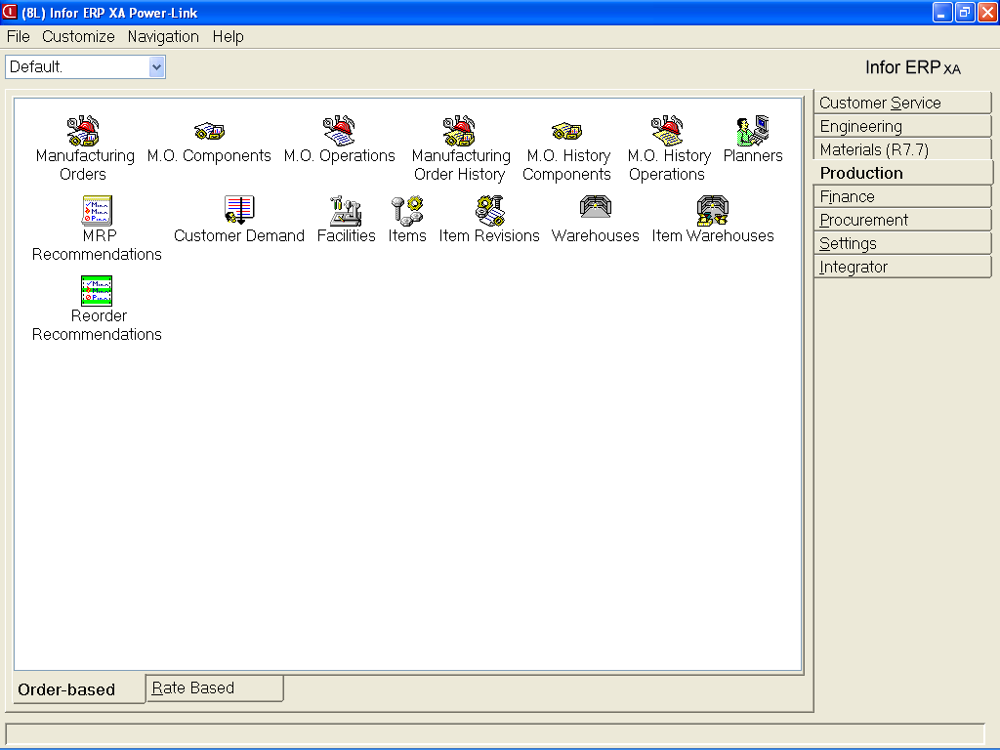 (8L) Infor ERP XA Power-Link
File Customize Navigation Help
Default.
Infor ERP XA
Manufacturing Orders
M.O. Components
M.O. Operations
Manufacturing Order History
M.O. History Components
M.O. History Operations
Planners
MRP Recommendations
Customer Demand
Facilities
Items
Item Revisions
Warehouses
Item Warehouses
Reorder Recommendations
Customer Service
Engineering
Materials (R7.7)
Production
Finance
Procurement
Settings
Integrator
Order-based
Rate Based